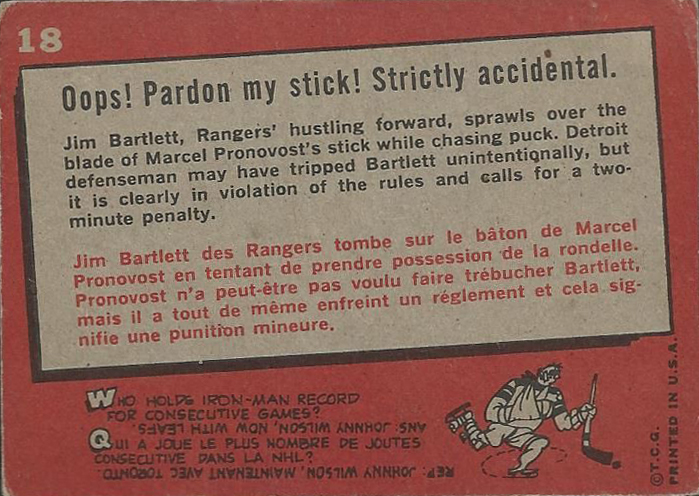 18
Oops! Pardon my stick! Strictly accidental.
Jim Bartlett, Rangers' hustling forward, sprawls over the
blade of Marcel Pronovost's stick while chasing puck. Detroit
defenseman may have tripped Bartlett unintentionally, but
it is clearly in violation of the rules and calls for a two-
minute penalty.
Jim Bartlett des Rangers tombe sur le bâton de Marcel
Pronovost en tentant de prendre possession de la rondelle.
Pronovost n'a peut-être pas voulu faire trébucher Bartlett,
mais il a tout de même enfreint un réglement et cela sig-
nifie une punition mineure.
WHO HOLDS IRON-MAN RECORD
FOR CONSECUTIVE GAMES?
ANS: JOHNNY WILSON, NOW WITH LEAFS.
QUI A JOUE LE PLUS NOMBRE DE JOUTES
CONSECUTIVE DANS LA NHL?
REP: JOHNNY WILSON, MAINTENANT AVEC TORONTO.
©T.C.G. PRINTED IN U.S.A.